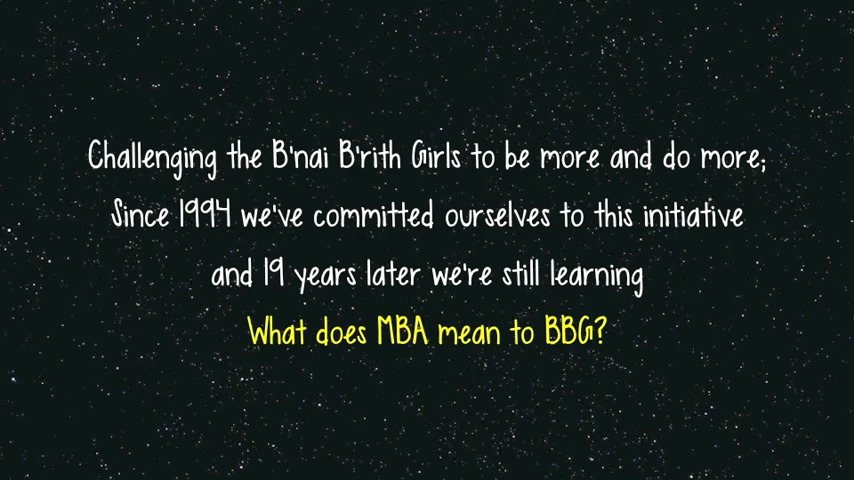 Challenging the B'nai B'rith Girls to be more and do more;
Since 1994 we've committed ourselves to this initiative
and 19 years later we're still learning
What does MBA mean to BBG?